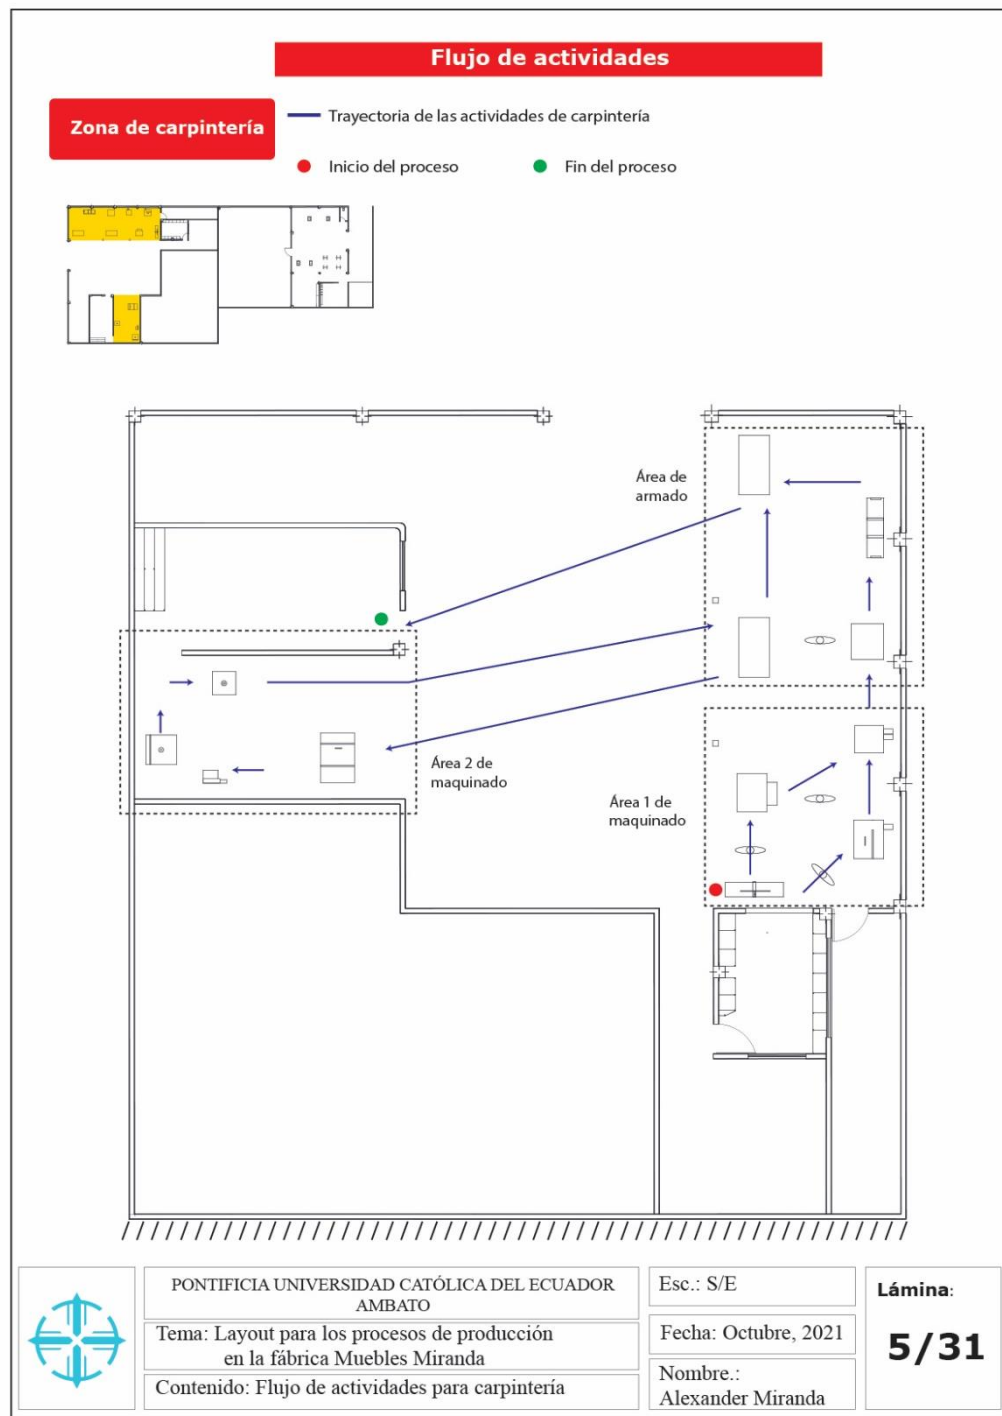 Flujo de actividades
Zona de carpintería
Trayectoria de las actividades de carpintería
Inicio del proceso
Fin del proceso
Área de
armado
Área 2 de
maquinado
Área 1 de
maquinado
PONTIFICIA UNIVERSIDAD CATÓLICA DEL ECUADOR
AMBATO
Tema: Layout para los procesos de producción
en la fábrica Muebles Miranda
Contenido: Flujo de actividades para carpintería
Esc.: S/E
Fecha: Octubre, 2021
Nombre.:
Alexander Miranda
Lámina:
5/31